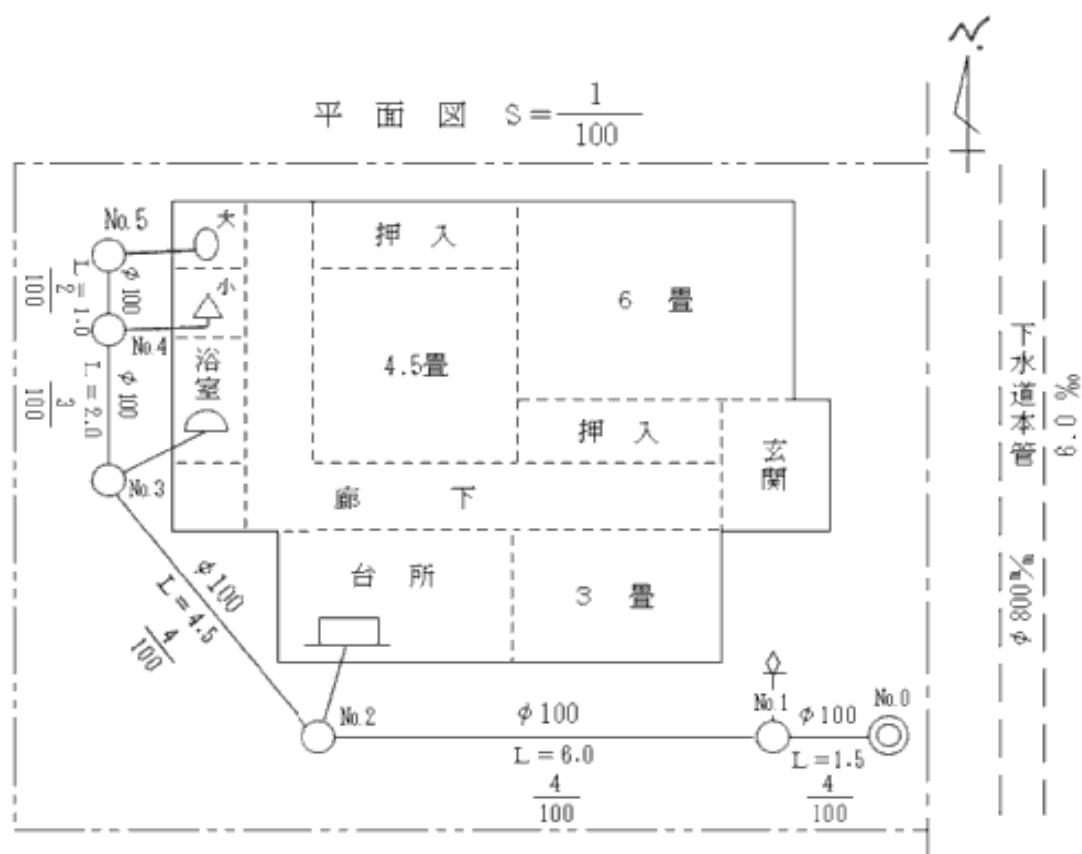 N.
平面図 S=1/100
No.5
大
押入
φ100
L=1.0
2/100
小
6畳
No.4
浴室
4.5畳
φ100
L=2.0
3/100
押入
玄関
下水道本管 φ800m/m
6.0‰
No.3
廊下
台所
3畳
φ100
L=4.5
4/100
No.2
φ100
L=6.0
4/100
No.1
φ100
L=1.5
4/100
No.0